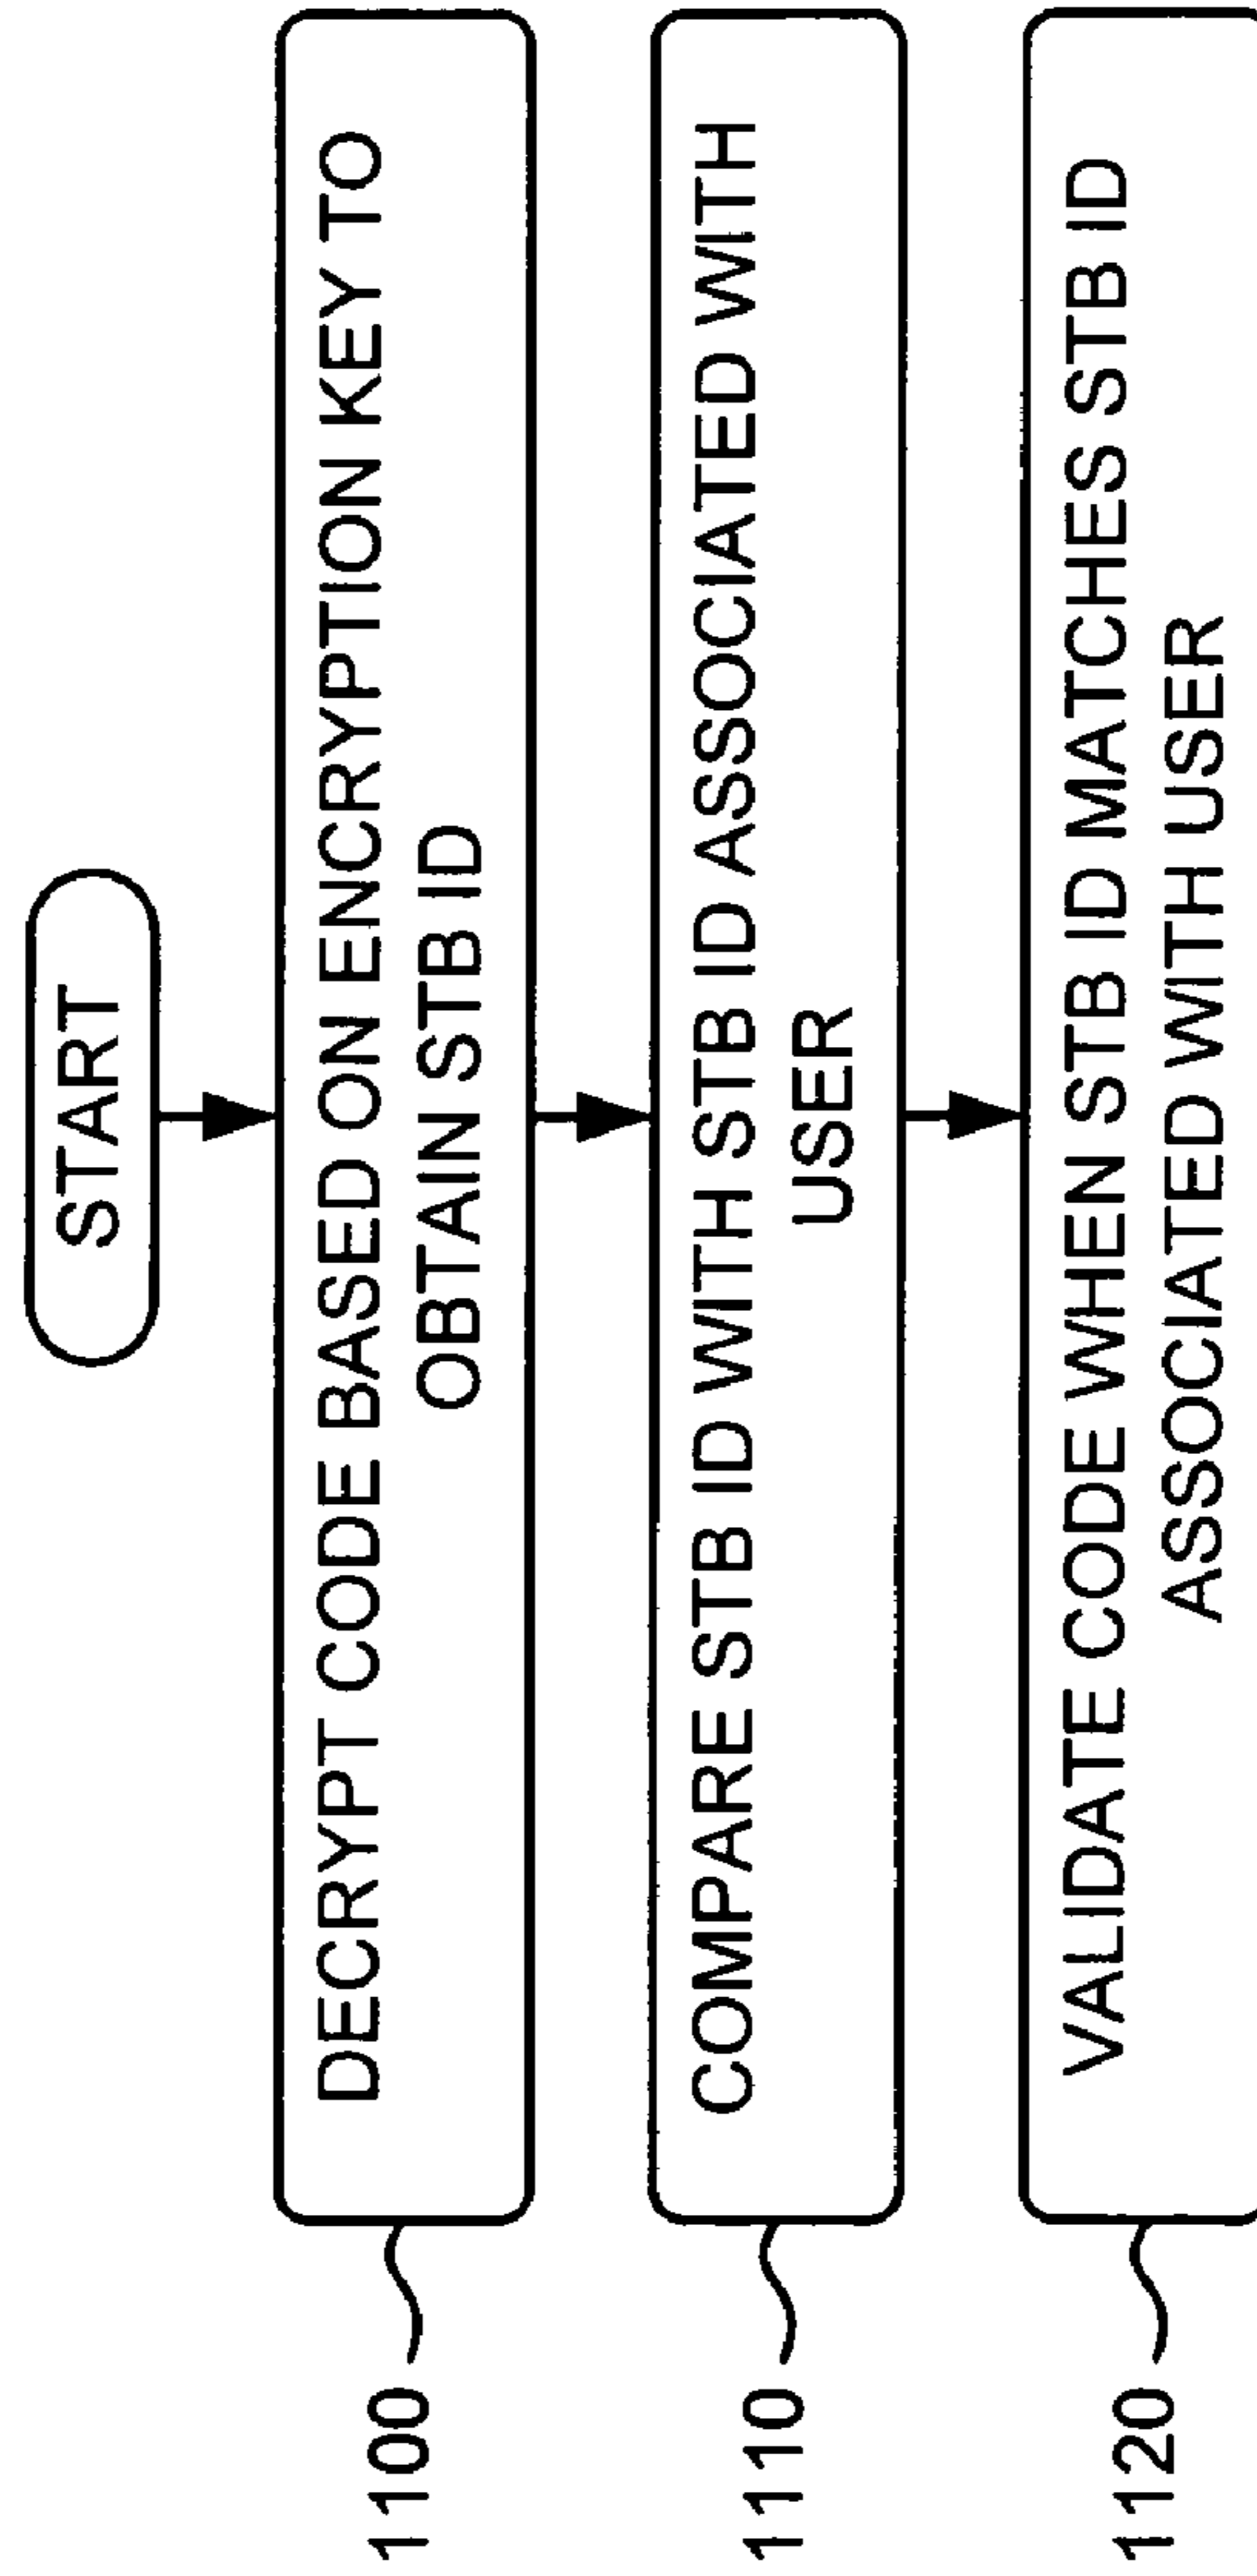 START
DECRYPT CODE BASED ON ENCRYPTION KEY TO
OBTAIN STB ID
1100
COMPARE STB ID WITH STB ID ASSOCIATED WITH
USER
1110
VALIDATE CODE WHEN STB ID MATCHES STB ID
ASSOCIATED WITH USER
1120